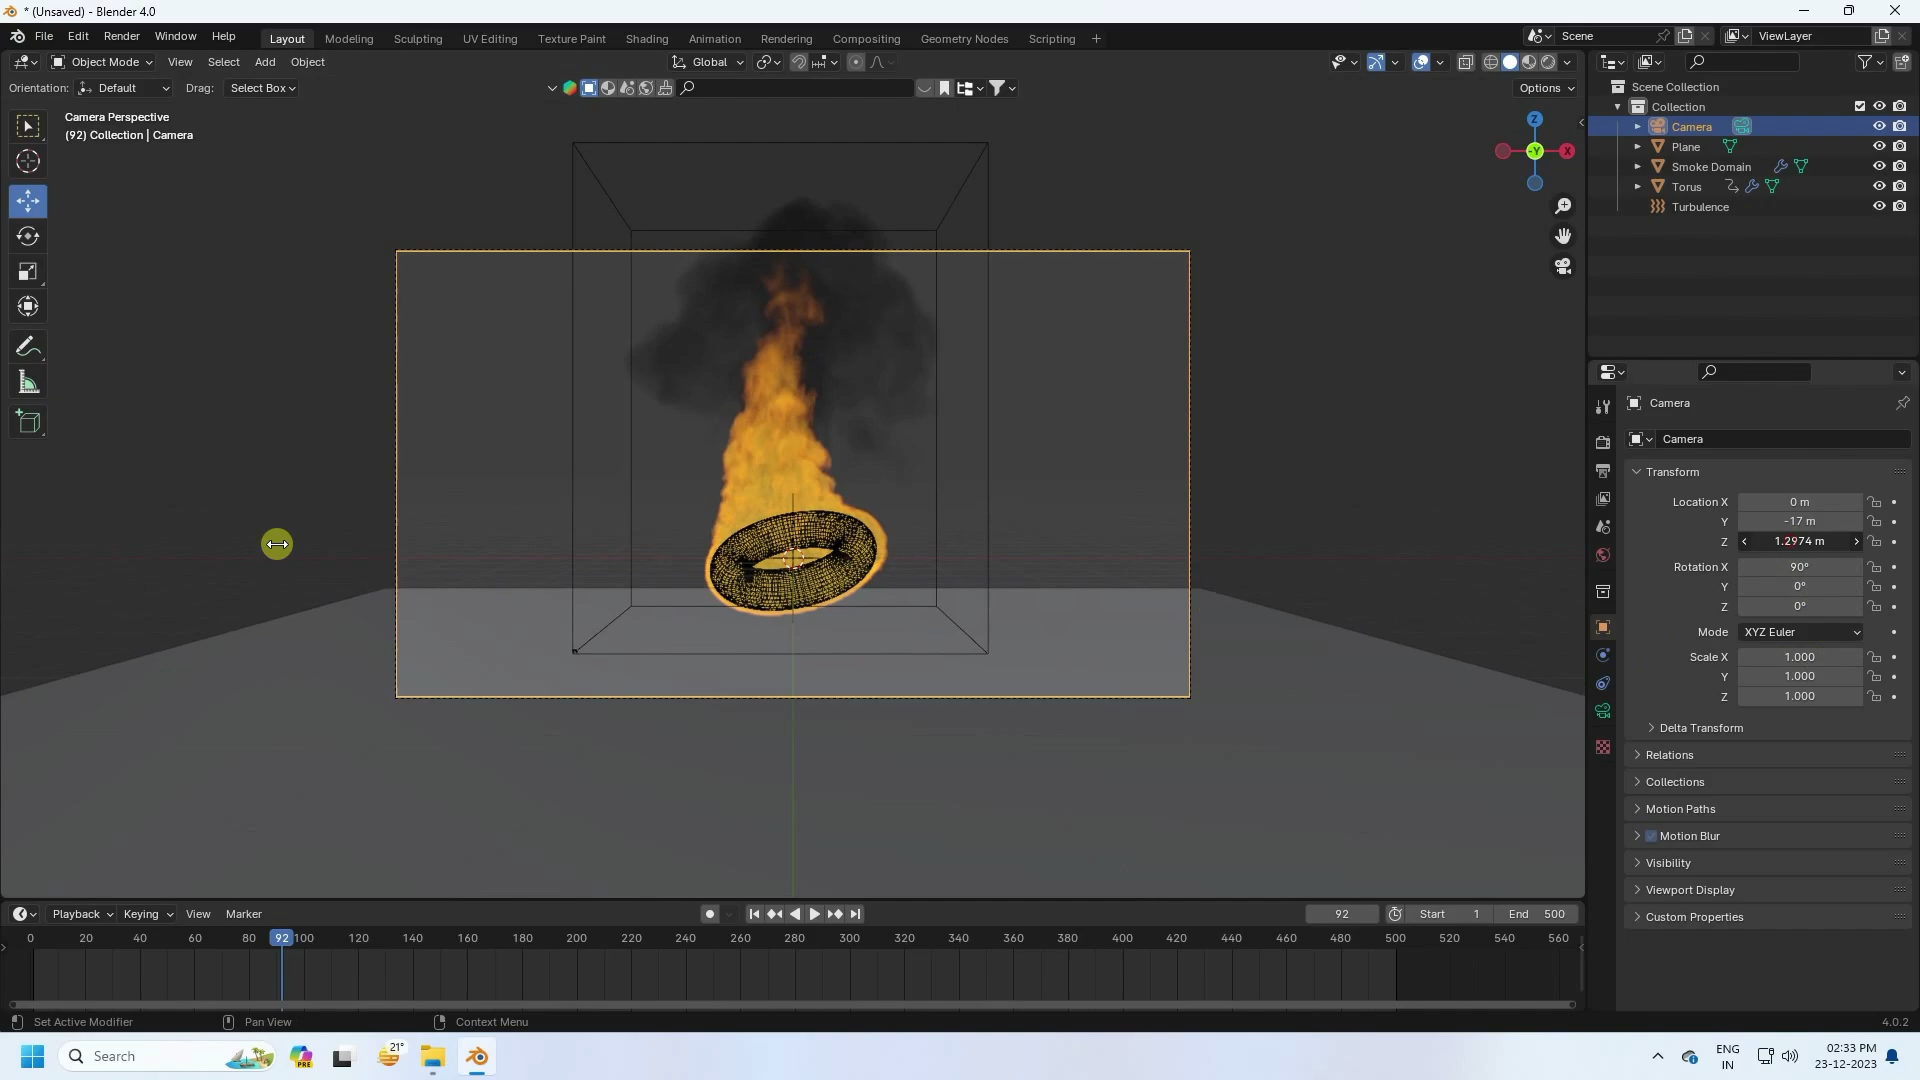 * (Unsaved) - Blender 4.0
File Edit Render Window Help
Layout Modeling Sculpting UV Editing Texture Paint Shading Animation Rendering Compositing Geometry Nodes Scripting +
Scene
ViewLayer
Object Mode View Select Add Object
Global
Orientation: Default Drag: Select Box
Options
Camera Perspective
(92) Collection | Camera
Z
-Y
X
Scene Collection
Collection
Camera
Plane
Smoke Domain
Torus
Turbulence
Camera
Camera
Transform
Location X 0 m
Y -17 m
Z 1.2974 m
Rotation X 90°
Y 0°
Z 0°
Mode XYZ Euler
Scale X 1.000
Y 1.000
Z 1.000
Delta Transform
Relations
Collections
Motion Paths
Motion Blur
Visibility
Viewport Display
Custom Properties
Playback Keying View Marker
92 Start 1 End 500
0 20 40 60 80 92 100 120 140 160 180 200 220 240 260 280 300 320 340 360 380 400 420 440 460 480 500 520 540 560
Set Active Modifier Pan View Context Menu 4.0.2
Search
PRE
21°
ENG
IN
02:33 PM
23-12-2023